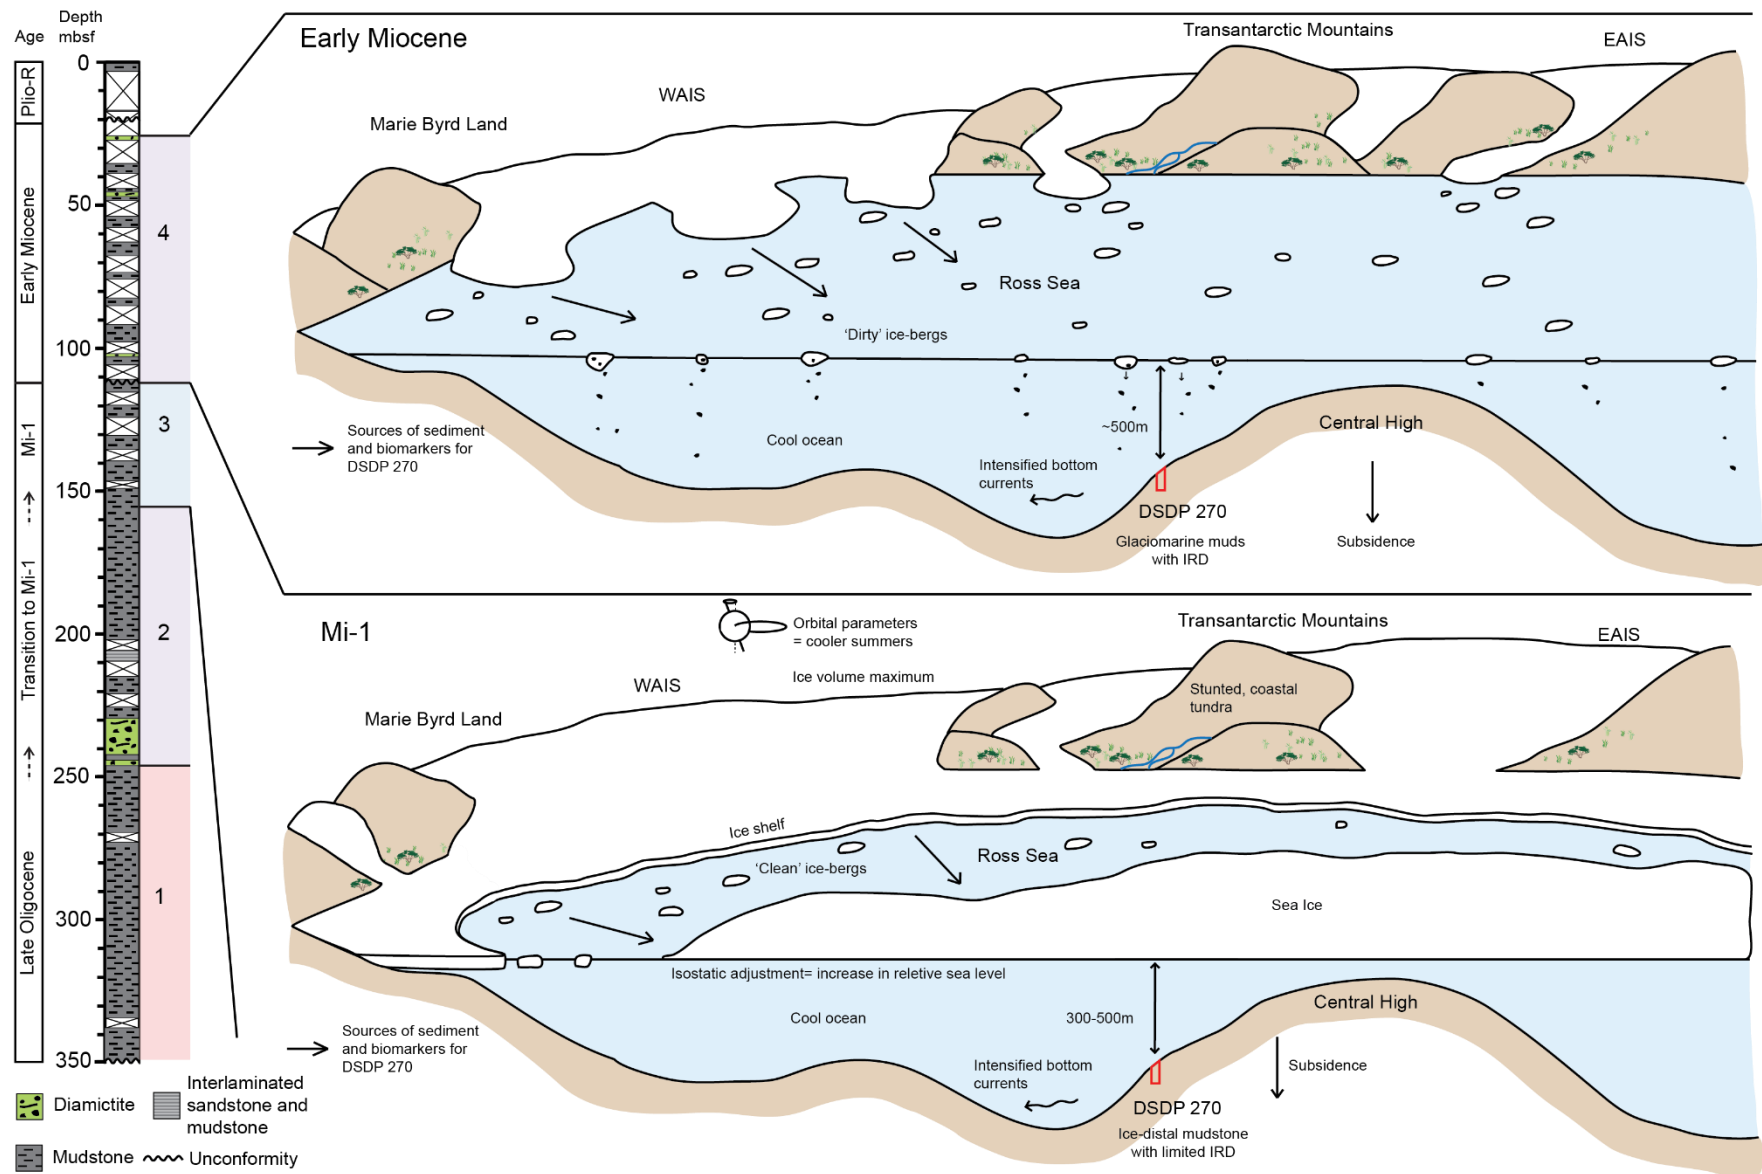 Age
Depth
mbsf
0
50
100
150
200
250
300
350
Plio-R
Early Miocene
Mi-1
Transition to Mi-1
Late Oligocene
4
3
2
1
Diamictite
Interlaminated
sandstone and
mudstone
Mudstone
Unconformity
Early Miocene
Transantarctic Mountains
EAIS
WAIS
Marie Byrd Land
Ross Sea
'Dirty' ice-bergs
Sources of sediment
and biomarkers for
DSDP 270
Cool ocean
~500m
Central High
Intensified bottom
currents
DSDP 270
Glaciomarine muds
with IRD
Subsidence
Mi-1
Orbital parameters
= cooler summers
Transantarctic Mountains
EAIS
Ice volume maximum
WAIS
Stunted, coastal
tundra
Marie Byrd Land
Ice shelf
Ross Sea
'Clean' ice-bergs
Sea Ice
Isostatic adjustment= increase in reletive sea level
Cool ocean
300-500m
Central High
Sources of sediment
and biomarkers for
DSDP 270
Intensified bottom
currents
Subsidence
DSDP 270
Ice-distal mudstone
with limited IRD